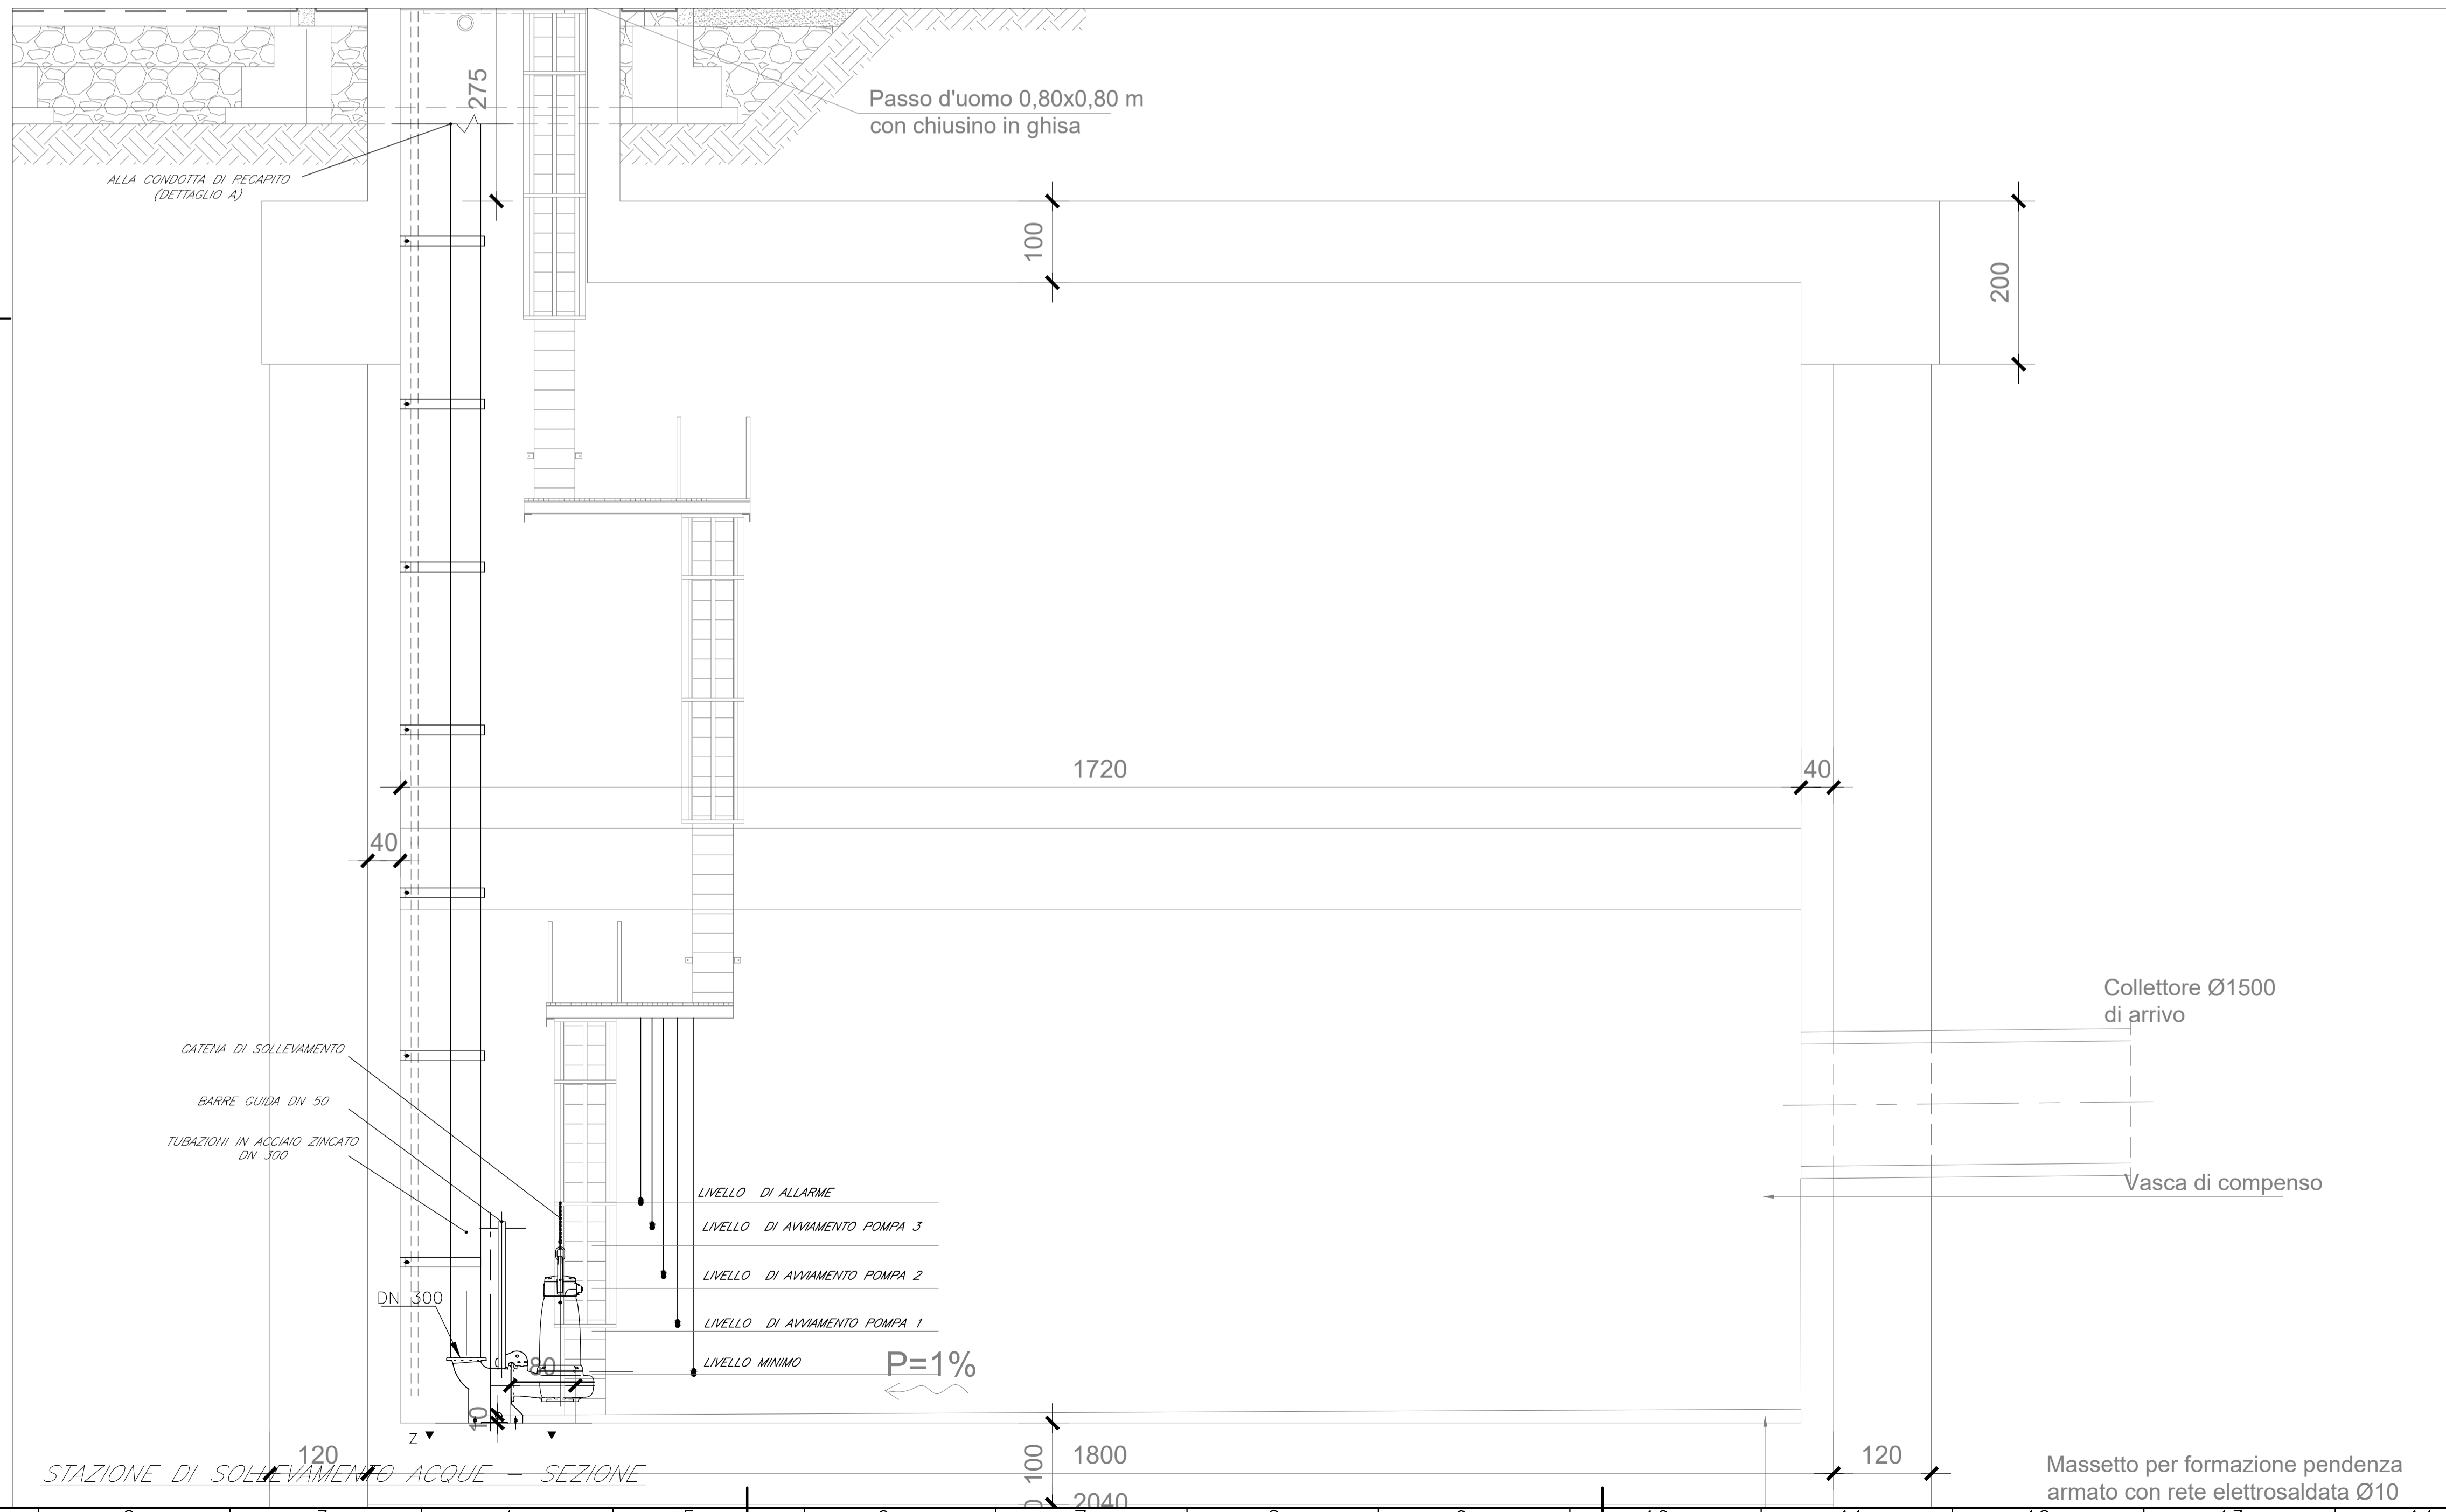 275
Passo d'uomo 0,80x0,80 m
con chiusino in ghisa
ALLA CONDOTTA DI RECAPITO
(DETTAGLIO A)
100
200
1720
40
40
Collettore Ø1500
di arrivo
CATENA DI SOLLEVAMENTO
BARRE GUIDA DN 50
TUBAZIONI IN ACCIAIO ZINCATO
DN 300
Vasca di compenso
LIVELLO DI ALLARME
LIVELLO DI AVVIAMENTO POMPA 3
LIVELLO DI AVVIAMENTO POMPA 2
DN 300
LIVELLO DI AVVIAMENTO POMPA 1
LIVELLO MINIMO
P=1%
80
10
Z
120
100
1800
120
STAZIONE DI SOLLEVAMENTO ACQUE - SEZIONE
Massetto per formazione pendenza
armato con rete elettrosaldata Ø10
2040